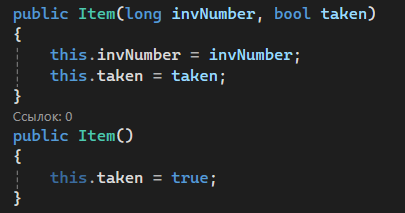 public Item(long invNumber, bool taken)
{
this.invNumber = invNumber;
this.taken = taken;
}
Ссылок: 0
public Item()
{
this.taken = true;
}